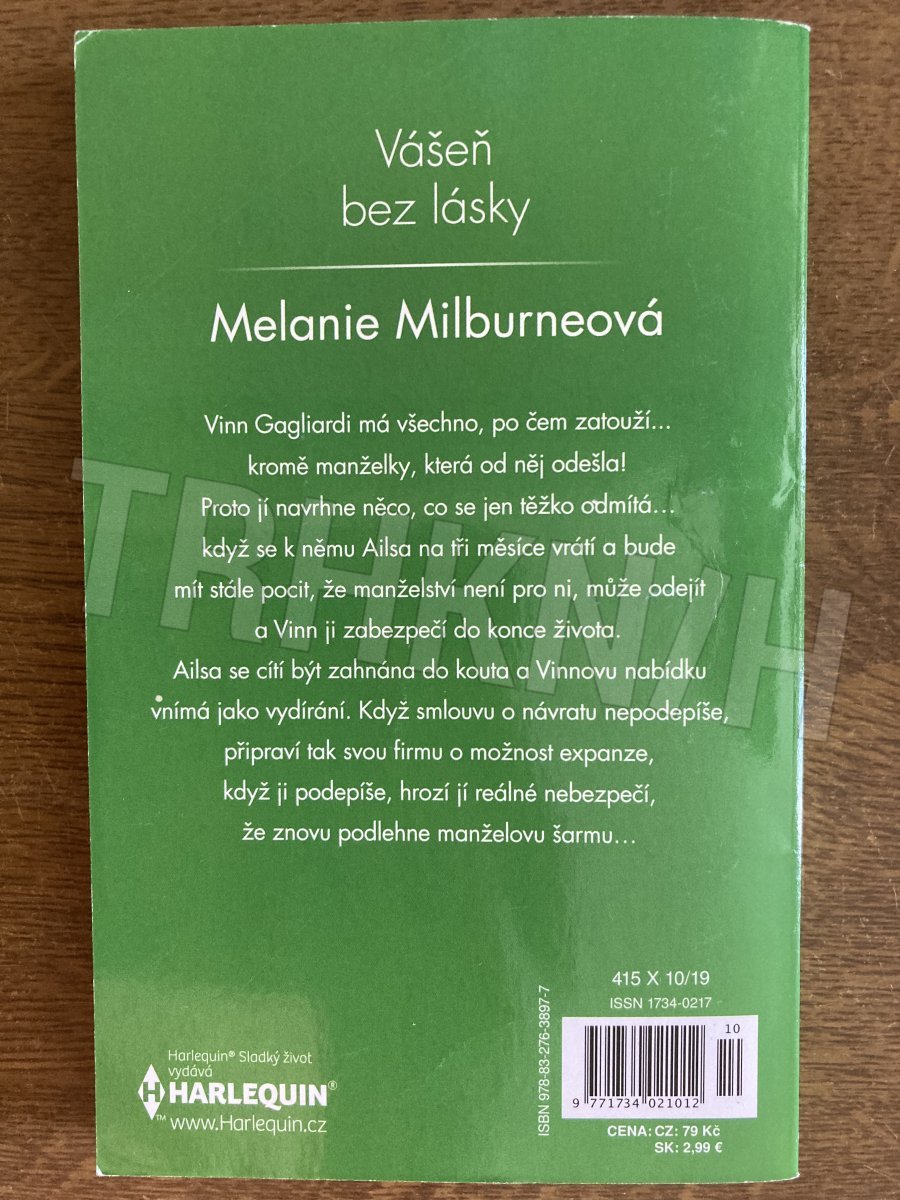 Vášeň
bez lásky
Melanie Milburneová
Vinn Gagliardi má všechno, po čem zatouží...
kromě manželky, která od něj odešla!
Proto jí navrhne něco, co se jen těžko odmítá...
když se k němu Ailsa na tři měsíce vrátí a bude
mít stále pocit, že manželství není pro ni, může odejít
a Vinn ji zabezpečí do konce života.
Ailsa se cítí být zahnána do kouta a Vinnovu nabídku
vnímá jako vydírání. Když smlouvu o návratu nepodepíše,
připraví tak svou firmu o možnost expanze,
když ji podepíše, hrozí jí reálné nebezpečí,
že znovu podlehne manželovu šarmu...
TRHKNIH
Harlequin® Sladký život
vydává
HARLEQUIN®
™ www.Harlequin.cz
ISBN 978-83-276-3897-7
415 X 10/19
ISSN 1734-0217
10
9 771734 021012
CENA: CZ: 79 Kč
SK: 2,99 €